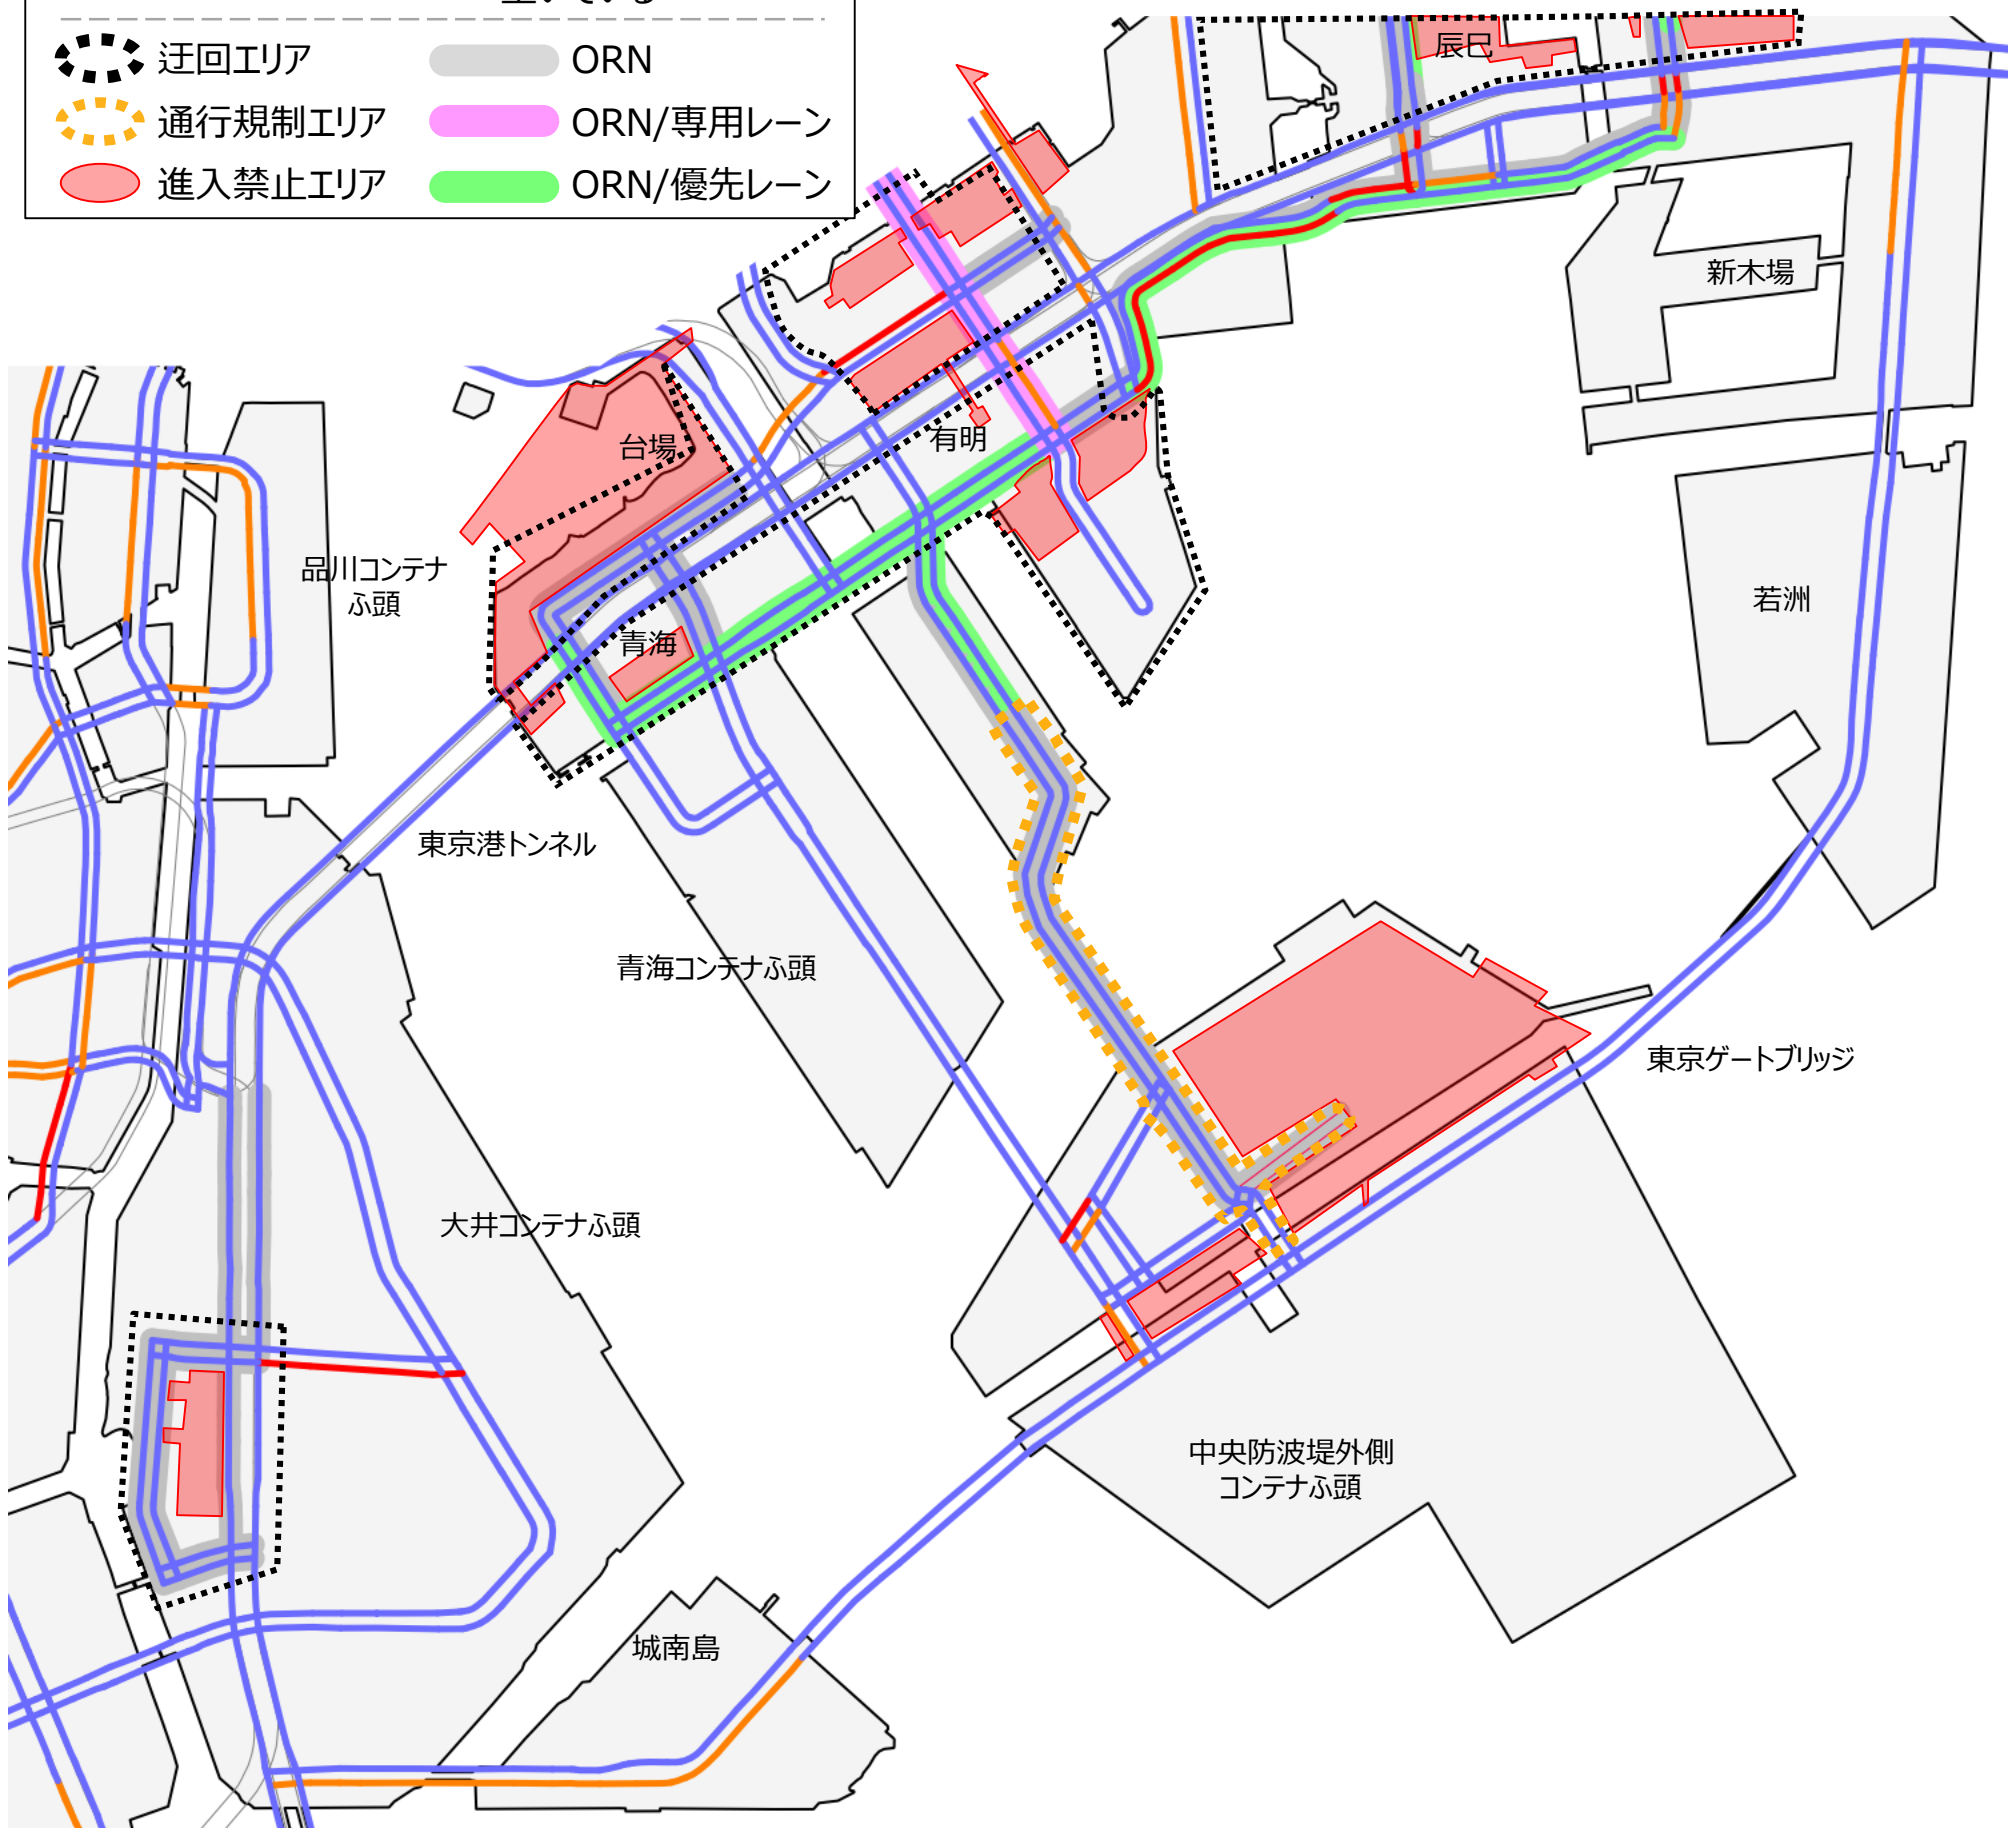 空いている
迂回エリア
ORN
通行規制エリア
ORN/専用レーン
進入禁止エリア
ORN/優先レーン
辰巳
新木場
有明
台場
品川コンテナ
ふ頭
若洲
青海
東京港トンネル
青海コンテナふ頭
東京ゲートブリッジ
大井コンテナふ頭
中央防波堤外側
コンテナふ頭
城南島